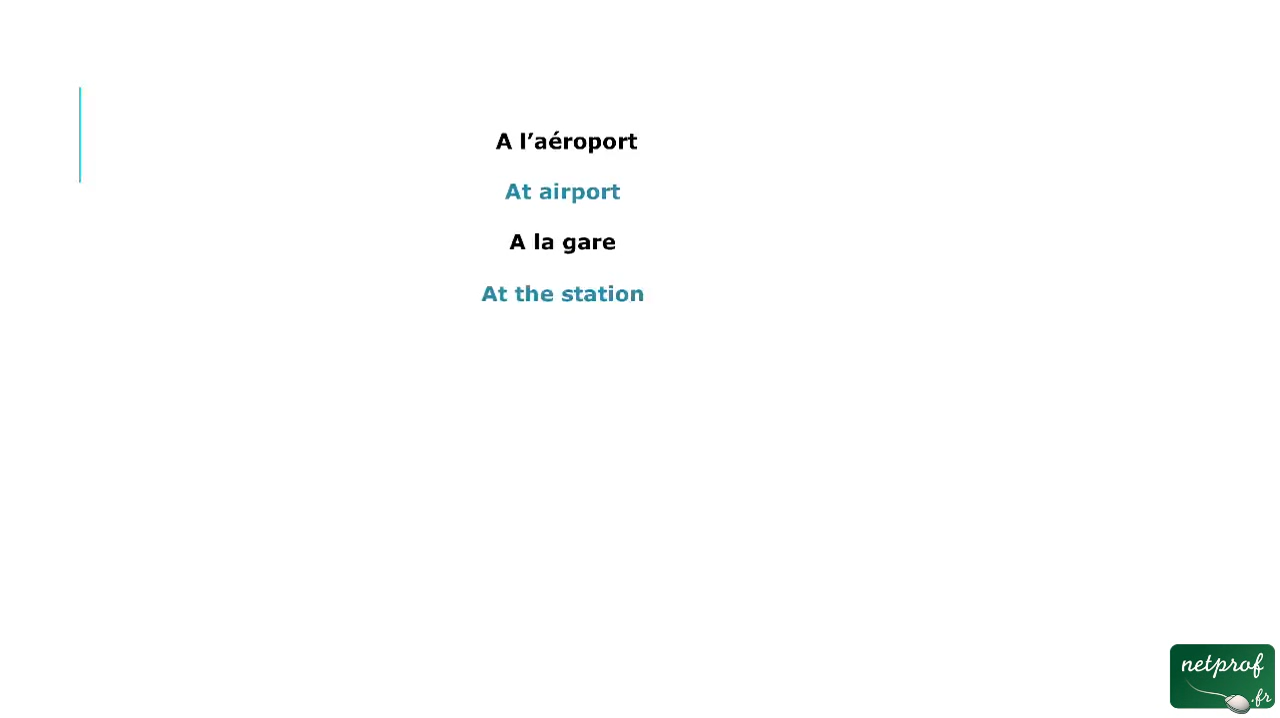 A l’aéroport
At airport
A la gare
At the station
netprof
.fr